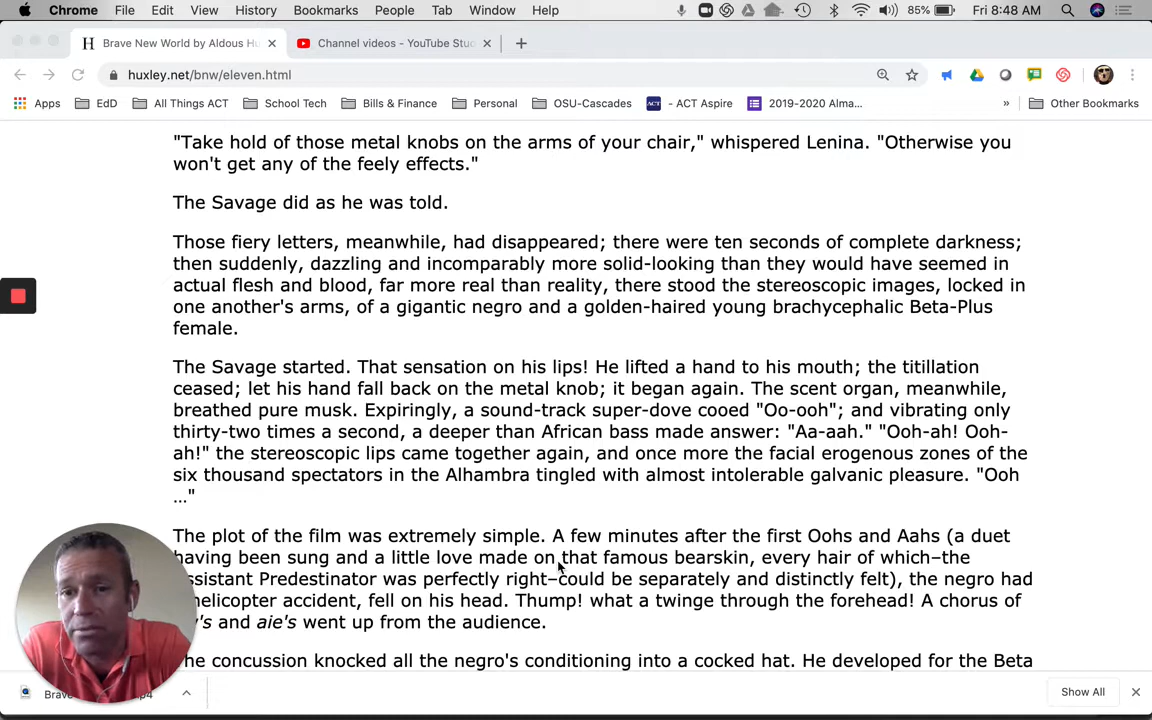 Chrome File Edit View History Bookmarks People Tab Window Help 85% Fri 8:48 AM
H Brave New World by Aldous Hu Channel videos - YouTube Stu
huxley.net/bnw/eleven.html
Apps EdD All Things ACT School Tech Bills & Finance Personal OSU-Cascades ACT - ACT Aspire 2019-2020 Alma... » Other Bookmarks
"Take hold of those metal knobs on the arms of your chair," whispered Lenina. "Otherwise you
won't get any of the feely effects."
The Savage did as he was told.
Those fiery letters, meanwhile, had disappeared; there were ten seconds of complete darkness;
then suddenly, dazzling and incomparably more solid-looking than they would have seemed in
actual flesh and blood, far more real than reality, there stood the stereoscopic images, locked in
one another's arms, of a gigantic negro and a golden-haired young brachycephalic Beta-Plus
female.
The Savage started. That sensation on his lips! He lifted a hand to his mouth; the titillation
ceased; let his hand fall back on the metal knob; it began again. The scent organ, meanwhile,
breathed pure musk. Expiringly, a sound-track super-dove cooed "Oo-ooh"; and vibrating only
thirty-two times a second, a deeper than African bass made answer: "Aa-aah." "Ooh-ah! Ooh-
ah!" the stereoscopic lips came together again, and once more the facial erogenous zones of the
six thousand spectators in the Alhambra tingled with almost intolerable galvanic pleasure. "Ooh
..."
The plot of the film was extremely simple. A few minutes after the first Oohs and Aahs (a duet
having been sung and a little love made on that famous bearskin, every hair of which–the
ssistant Predestinator was perfectly right–could be separately and distinctly felt), the negro had
helicopter accident, fell on his head. Thump! what a twinge through the forehead! A chorus of
's and aie's went up from the audience.
he concussion knocked all the negro's conditioning into a cocked hat. He developed for the Beta
Brav .mp4 Show All